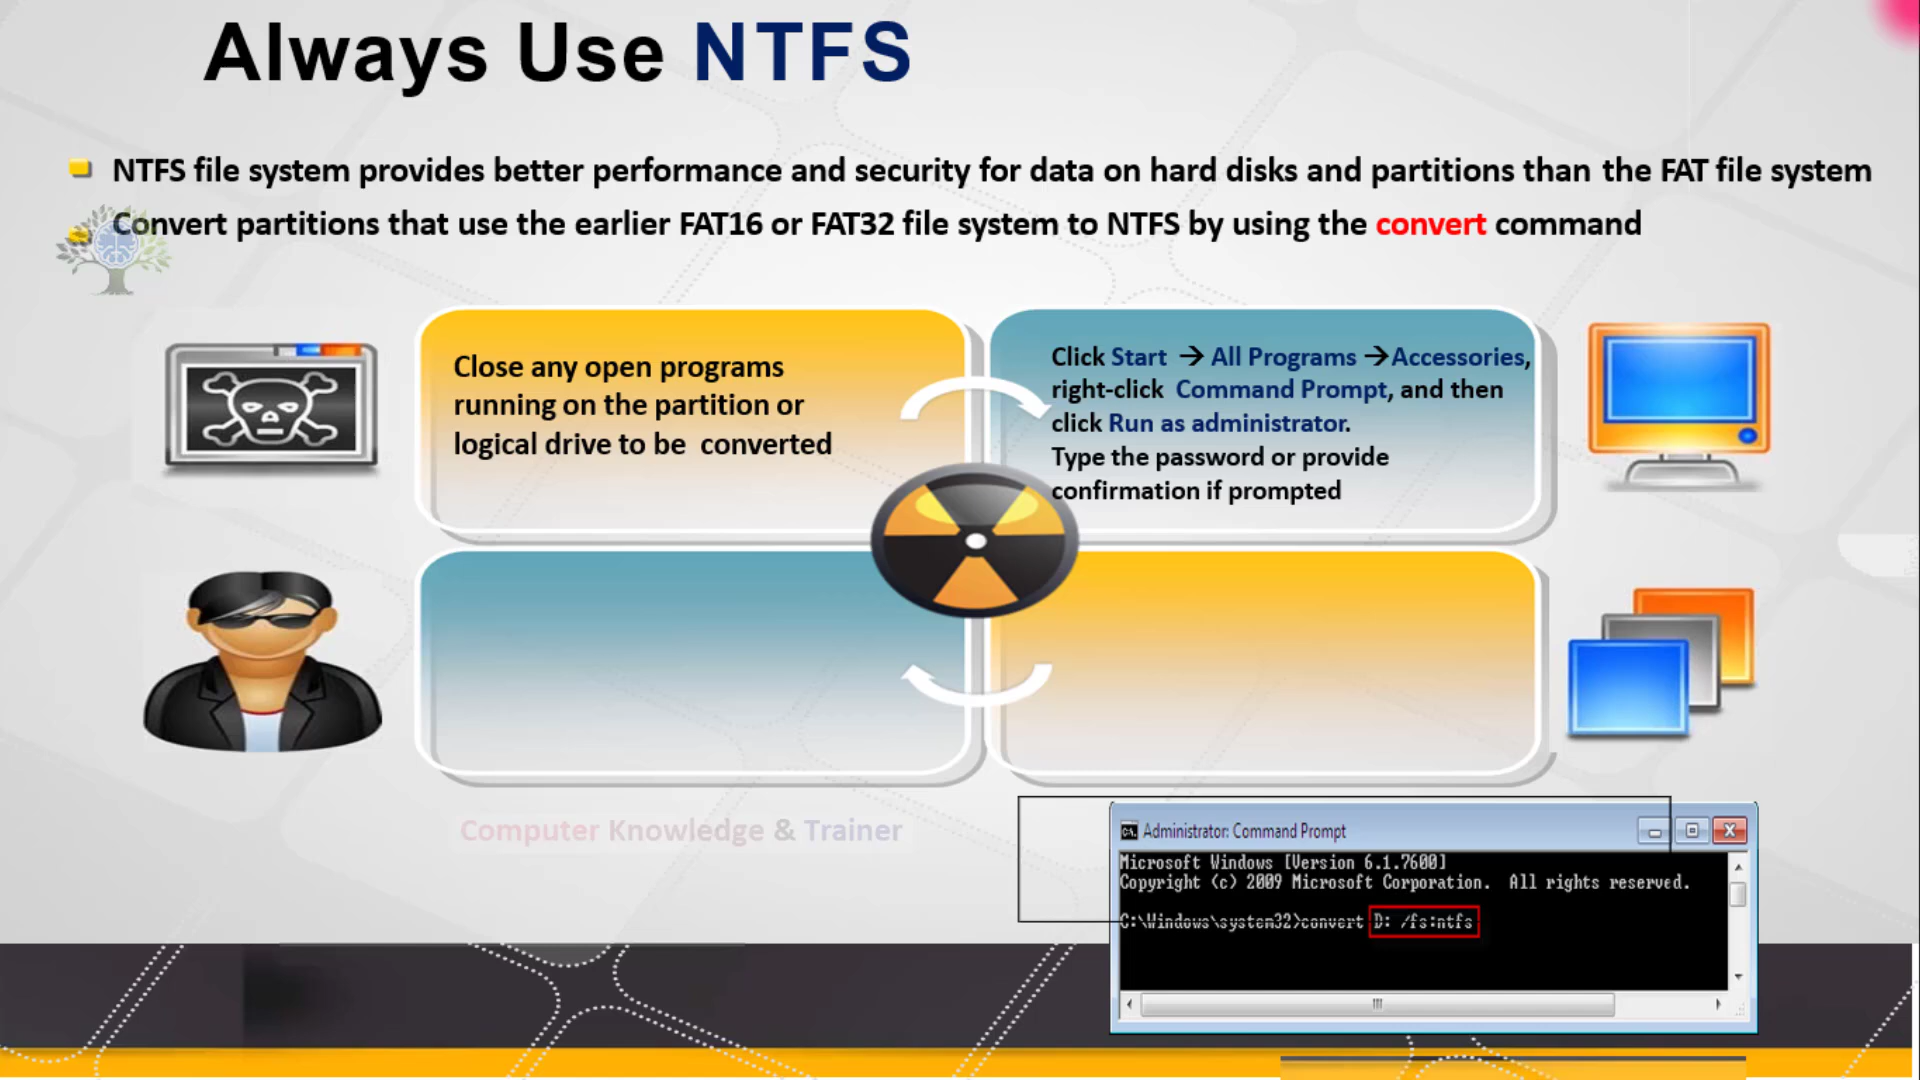 Always Use NTFS
NTFS file system provides better performance and security for data on hard disks and partitions than the FAT file system
Convert partitions that use the earlier FAT16 or FAT32 file system to NTFS by using the convert command
Close any open programs
running on the partition or
logical drive to be converted
Click Start → All Programs →Accessories,
right-click Command Prompt, and then
click Run as administrator.
Type the password or provide
confirmation if prompted
Computer Knowledge & Trainer
Administrator: Command Prompt
Microsoft Windows [Version 6.1.7600]
Copyright (c) 2009 Microsoft Corporation. All rights reserved.
C:\Windows\system32>convert D: /fs:ntfs